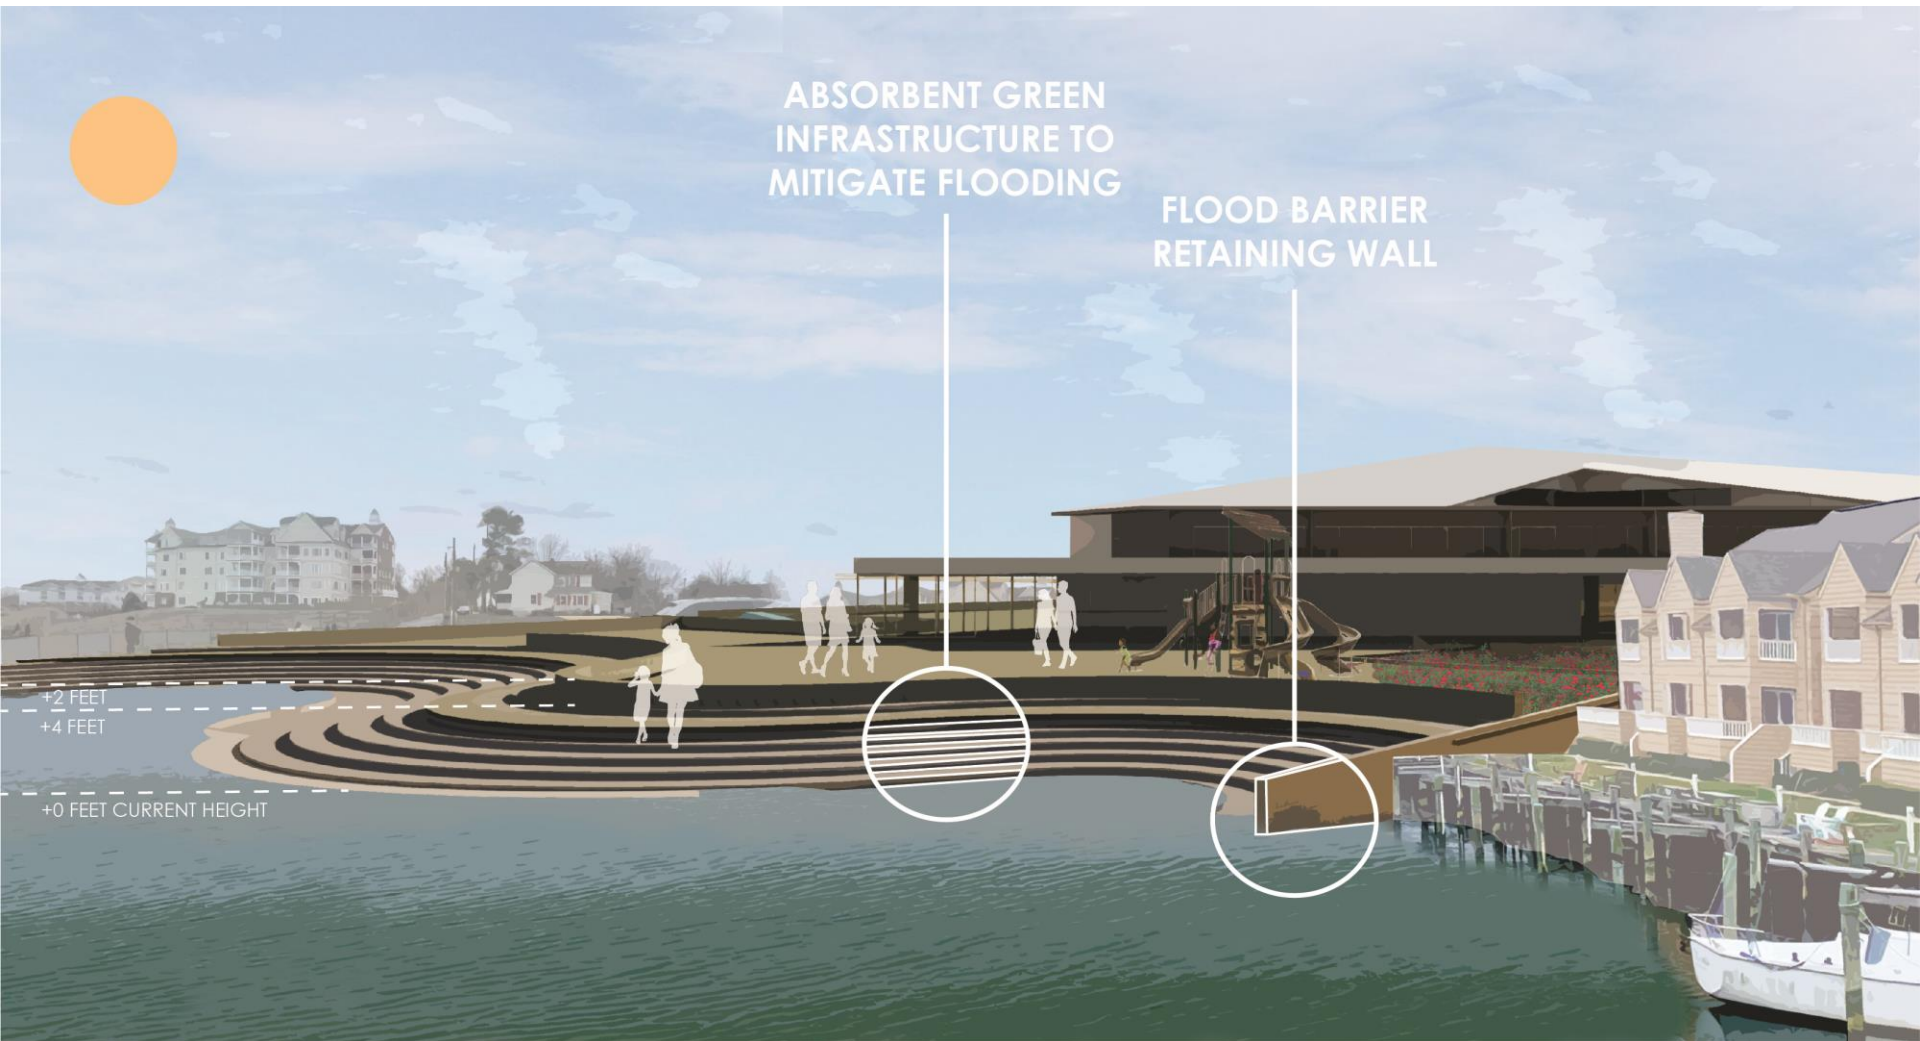 ABSORBENT GREEN
INFRASTRUCTURE TO
MITIGATE FLOODING
FLOOD BARRIER
RETAINING WALL
+2 FEET
+4 FEET
+0 FEET CURRENT HEIGHT